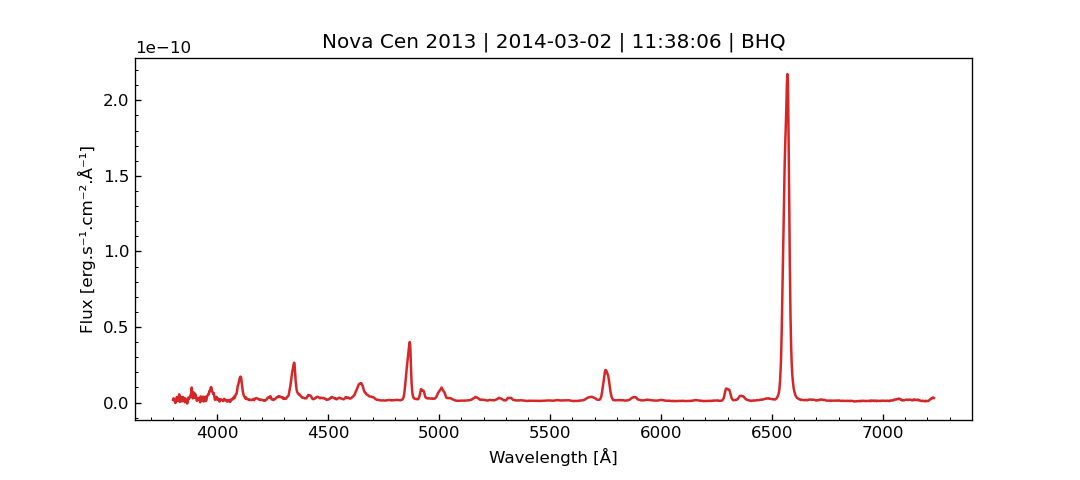 Nova Cen 2013 | 2014-03-02 | 11:38:06 | BHQ
1e−10
2.0
1.5
1.0
0.5
0.0
Flux [erg.s⁻¹.cm⁻².Å⁻¹]
4000 4500 5000 5500 6000 6500 7000
Wavelength [Å]